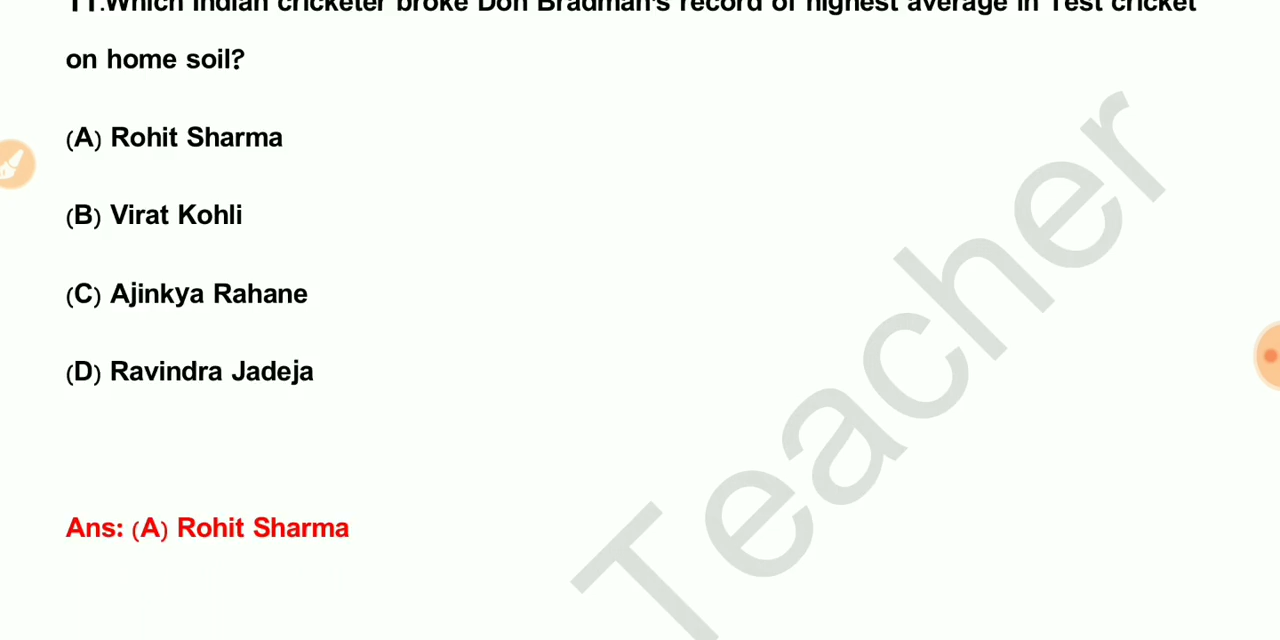 11.Which Indian cricketer broke Don Bradman's record of highest average in Test cricket
on home soil?
(A) Rohit Sharma
(B) Virat Kohli
(C) Ajinkya Rahane
(D) Ravindra Jadeja
Ans: (A) Rohit Sharma
Teacher